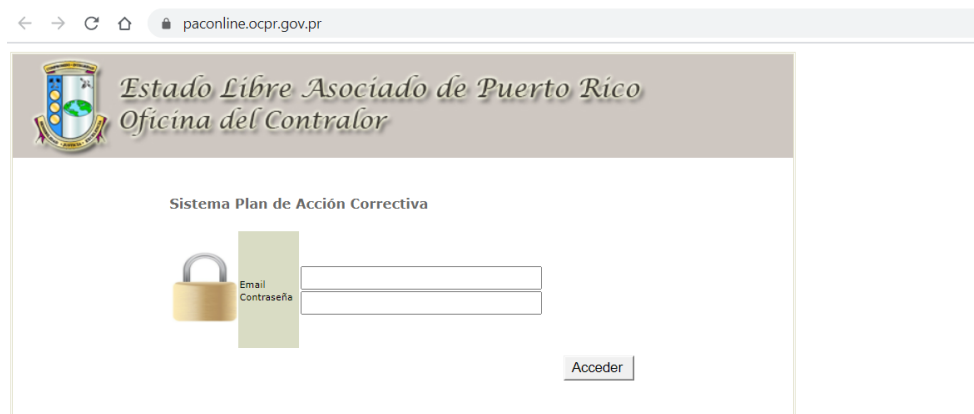 paconline.ocpr.gov.pr
Estado Libre Asociado de Puerto Rico
Oficina del Contralor
Sistema Plan de Acción Correctiva
Email
Contraseña
Acceder